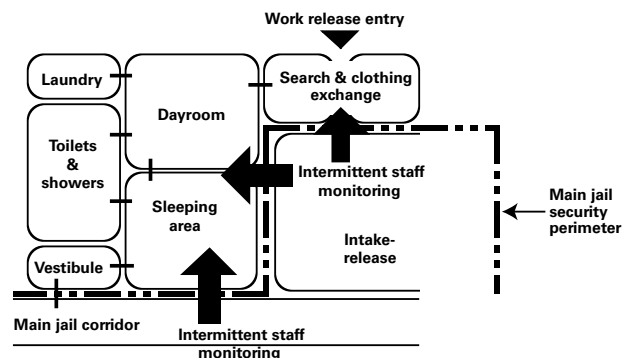 Work release entry
Laundry
Search & clothing
exchange
Dayroom
Toilets
&
showers
Intermittent staff
monitoring
Main jail
security
perimeter
Sleeping
area
Intake-
release
Vestibule
Main jail corridor
Intermittent staff
monitoring